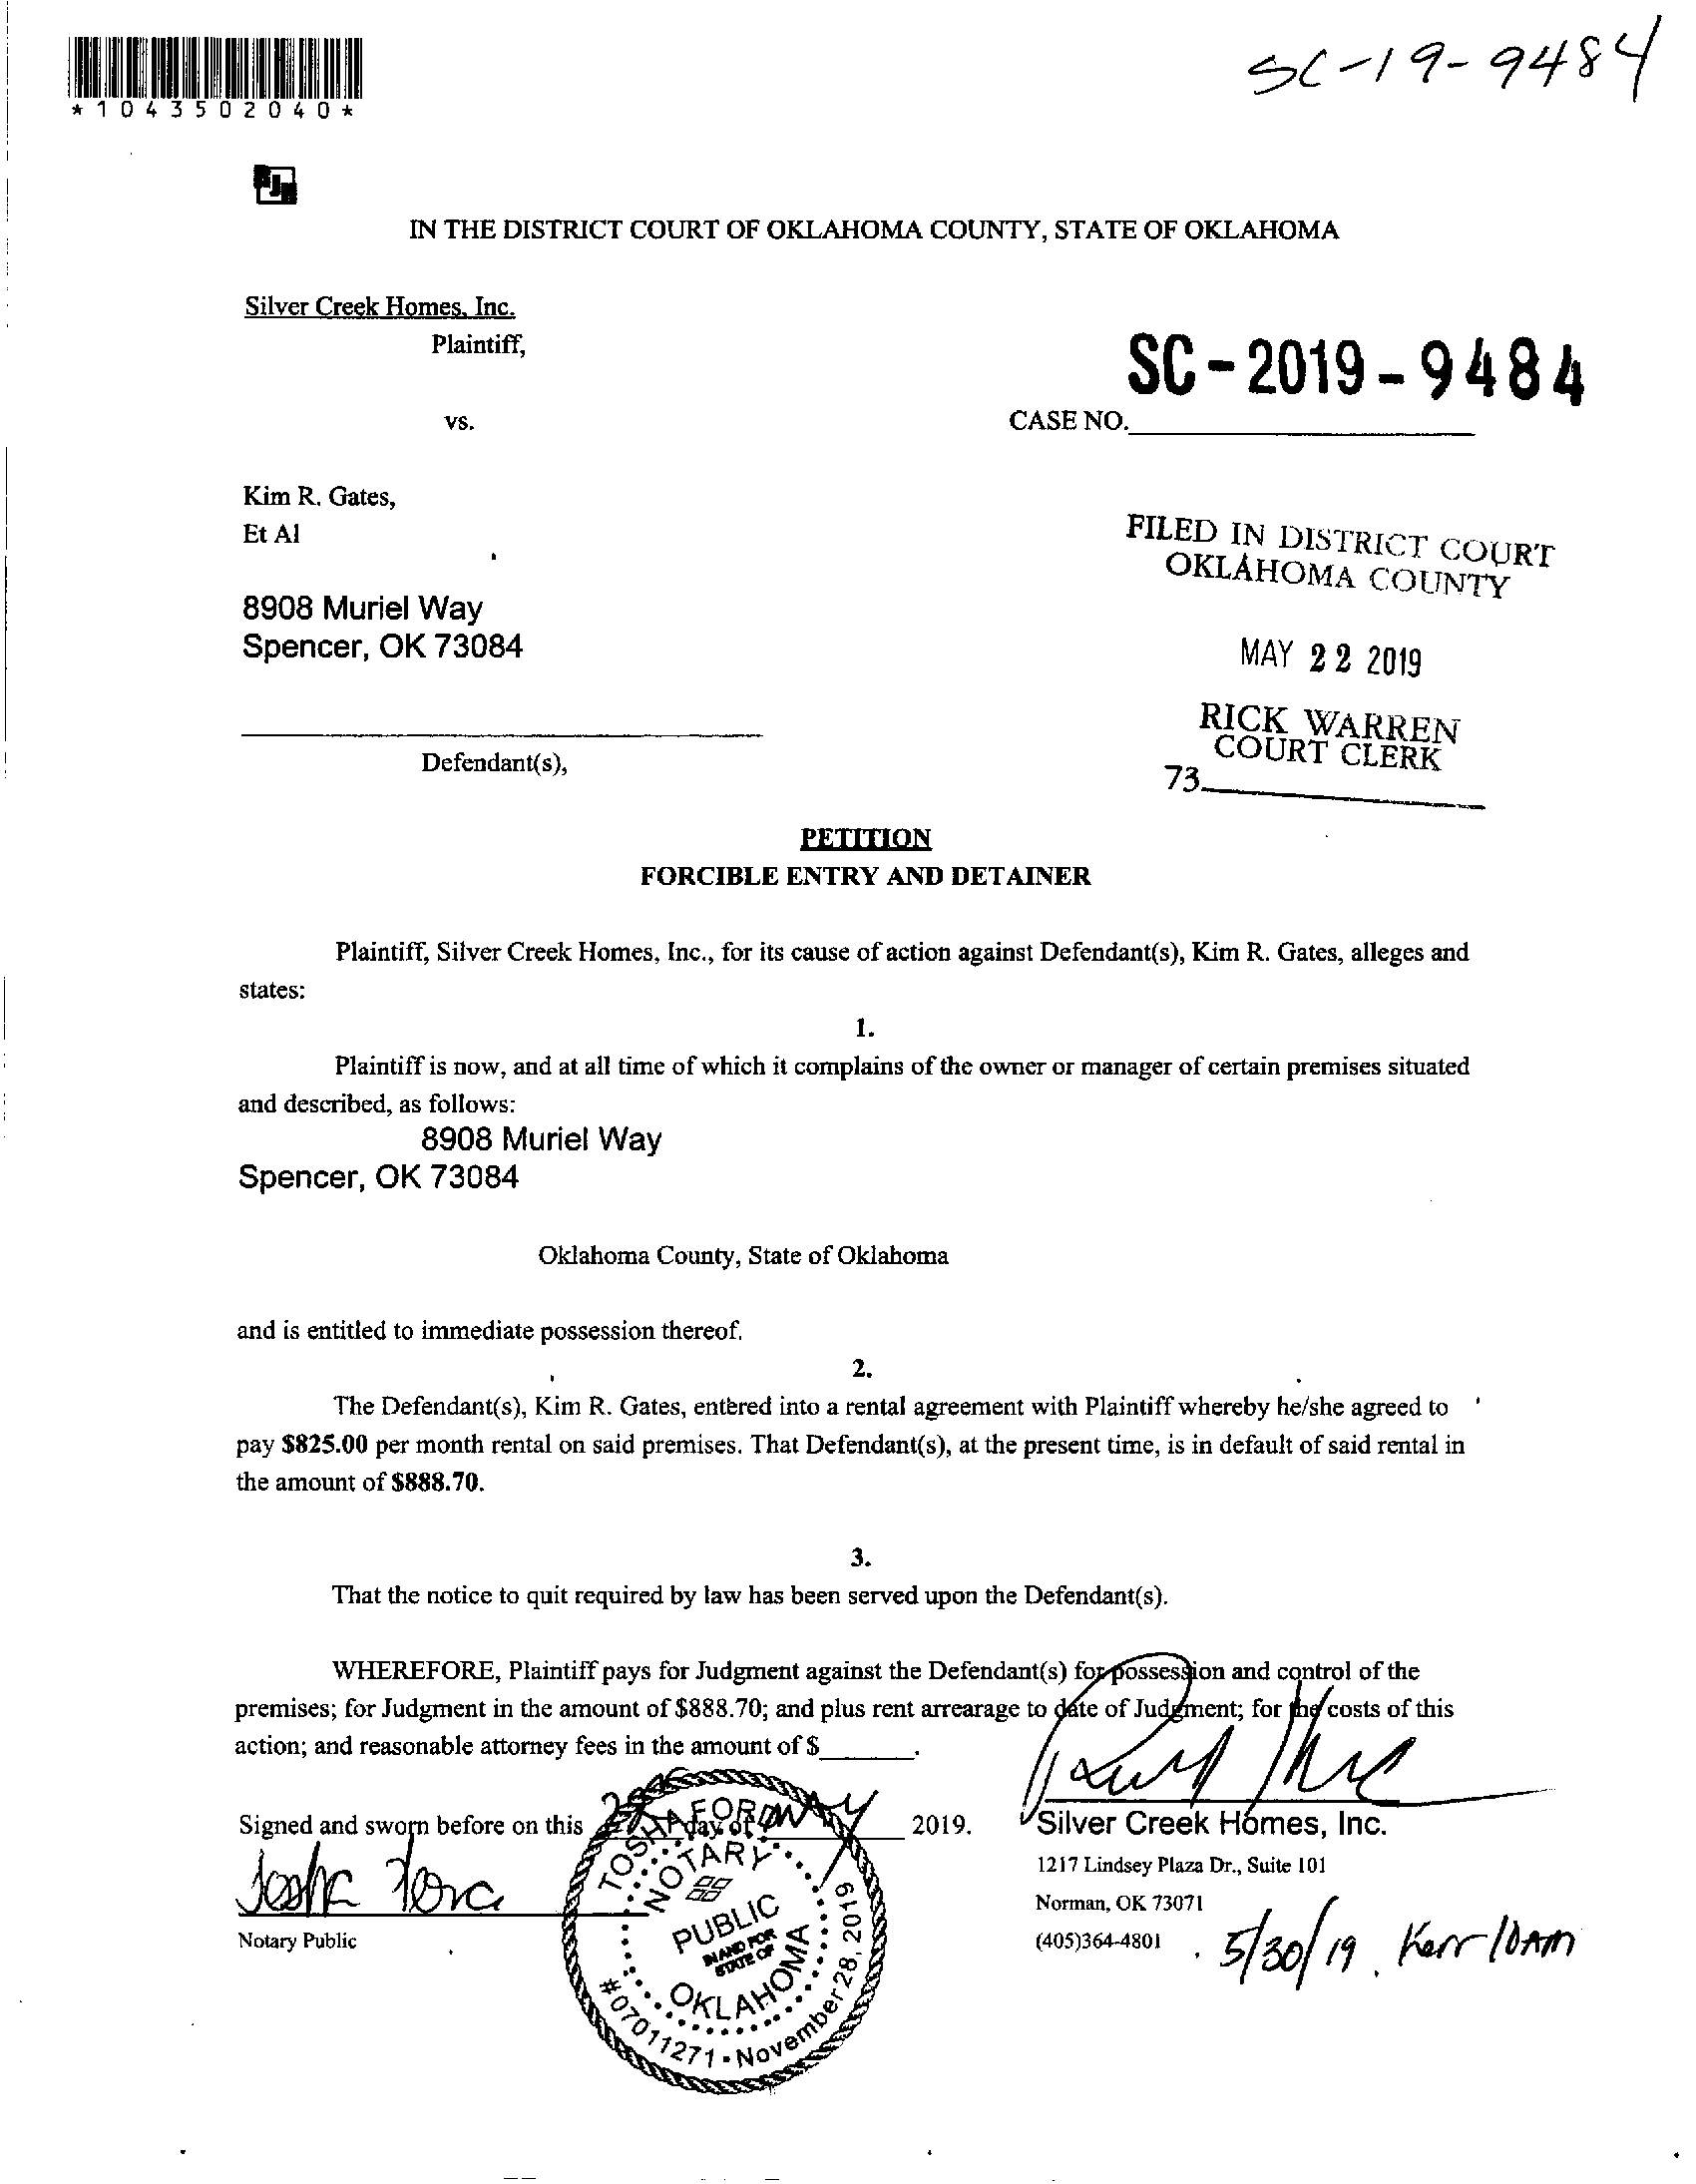 SC-19-9484
*1043502040*
IN THE DISTRICT COURT OF OKLAHOMA COUNTY, STATE OF OKLAHOMA
Silver Creek Homes, Inc.
Plaintiff,
SC-2019-9484
vs.
CASE NO.
Kim R. Gates,
Et Al
FILED IN DISTRICT COURT
OKLAHOMA COUNTY
8908 Muriel Way
Spencer, OK 73084
MAY 22 2019
RICK WARREN
COURT CLERK
73
Defendant(s),
PETITION
FORCIBLE ENTRY AND DETAINER
Plaintiff, Silver Creek Homes, Inc., for its cause of action against Defendant(s), Kim R. Gates, alleges and
states:
1.
Plaintiff is now, and at all time of which it complains of the owner or manager of certain premises situated
and described, as follows:
8908 Muriel Way
Spencer, OK 73084
Oklahoma County, State of Oklahoma
and is entitled to immediate possession thereof.
2.
The Defendant(s), Kim R. Gates, entered into a rental agreement with Plaintiff whereby he/she agreed to
pay $825.00 per month rental on said premises. That Defendant(s), at the present time, is in default of said rental in
the amount of $888.70.
3.
That the notice to quit required by law has been served upon the Defendant(s).
WHEREFORE, Plaintiff pays for Judgment against the Defendant(s) for possession and control of the
premises; for Judgment in the amount of $888.70; and plus rent arrearage to date of Judgment; for the costs of this
action; and reasonable attorney fees in the amount of $_______.
Signed and sworn before on this day of May 2019.
Silver Creek Homes, Inc.
1217 Lindsey Plaza Dr., Suite 101
Norman, OK 73071
Notary Public
(405)364-4801
5/30/19 Kerr 10AM
TOSHA FORD
NOTARY
PUBLIC
IN AND FOR
STATE OF
OKLAHOMA
#07011271 - November 28, 2019